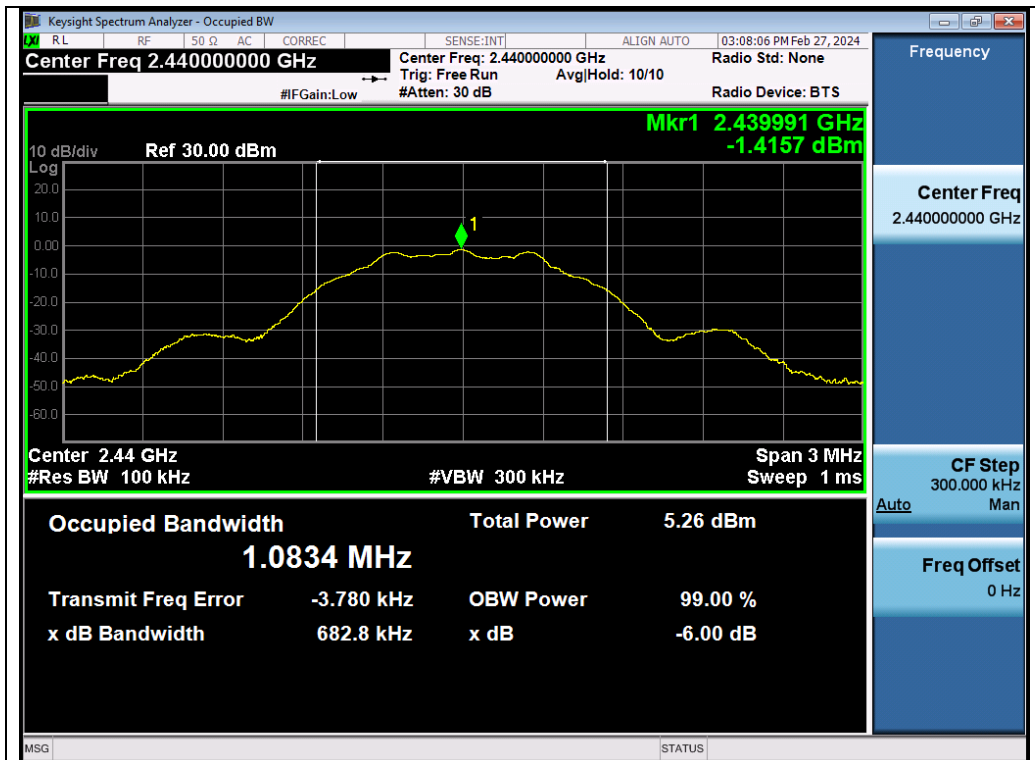 Keysight Spectrum Analyzer - Occupied BW
LXI RL RF 50 Ω AC CORREC SENSE:INT ALIGN AUTO 03:08:06 PM Feb 27, 2024
Center Freq 2.440000000 GHz
#IFGain:Low
Center Freq: 2.440000000 GHz
Trig: Free Run Avg|Hold: 10/10
#Atten: 30 dB
Radio Std: None
Radio Device: BTS
Mkr1 2.439991 GHz
-1.4157 dBm
10 dB/div Ref 30.00 dBm
Log
20.0
10.0
0.00
-10.0
-20.0
-30.0
-40.0
-50.0
-60.0
1
Center 2.44 GHz Span 3 MHz
#Res BW 100 kHz #VBW 300 kHz Sweep 1 ms
Occupied Bandwidth Total Power 5.26 dBm
1.0834 MHz
Transmit Freq Error -3.780 kHz OBW Power 99.00 %
x dB Bandwidth 682.8 kHz x dB -6.00 dB
Frequency
Center Freq
2.440000000 GHz
CF Step
300.000 kHz
Auto Man
Freq Offset
0 Hz
MSG STATUS